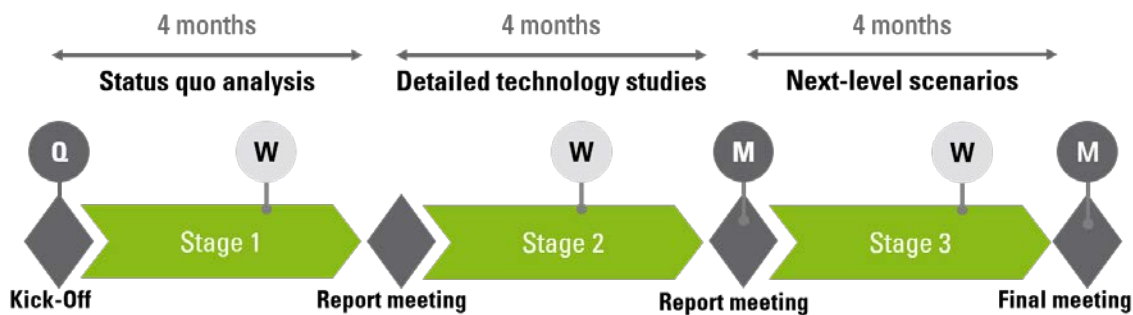 4 months
4 months
4 months
Status quo analysis
Detailed technology studies
Next-level scenarios
Q
W
W
M
W
M
Stage 1
Stage 2
Stage 3
Kick-Off
Report meeting
Report meeting
Final meeting